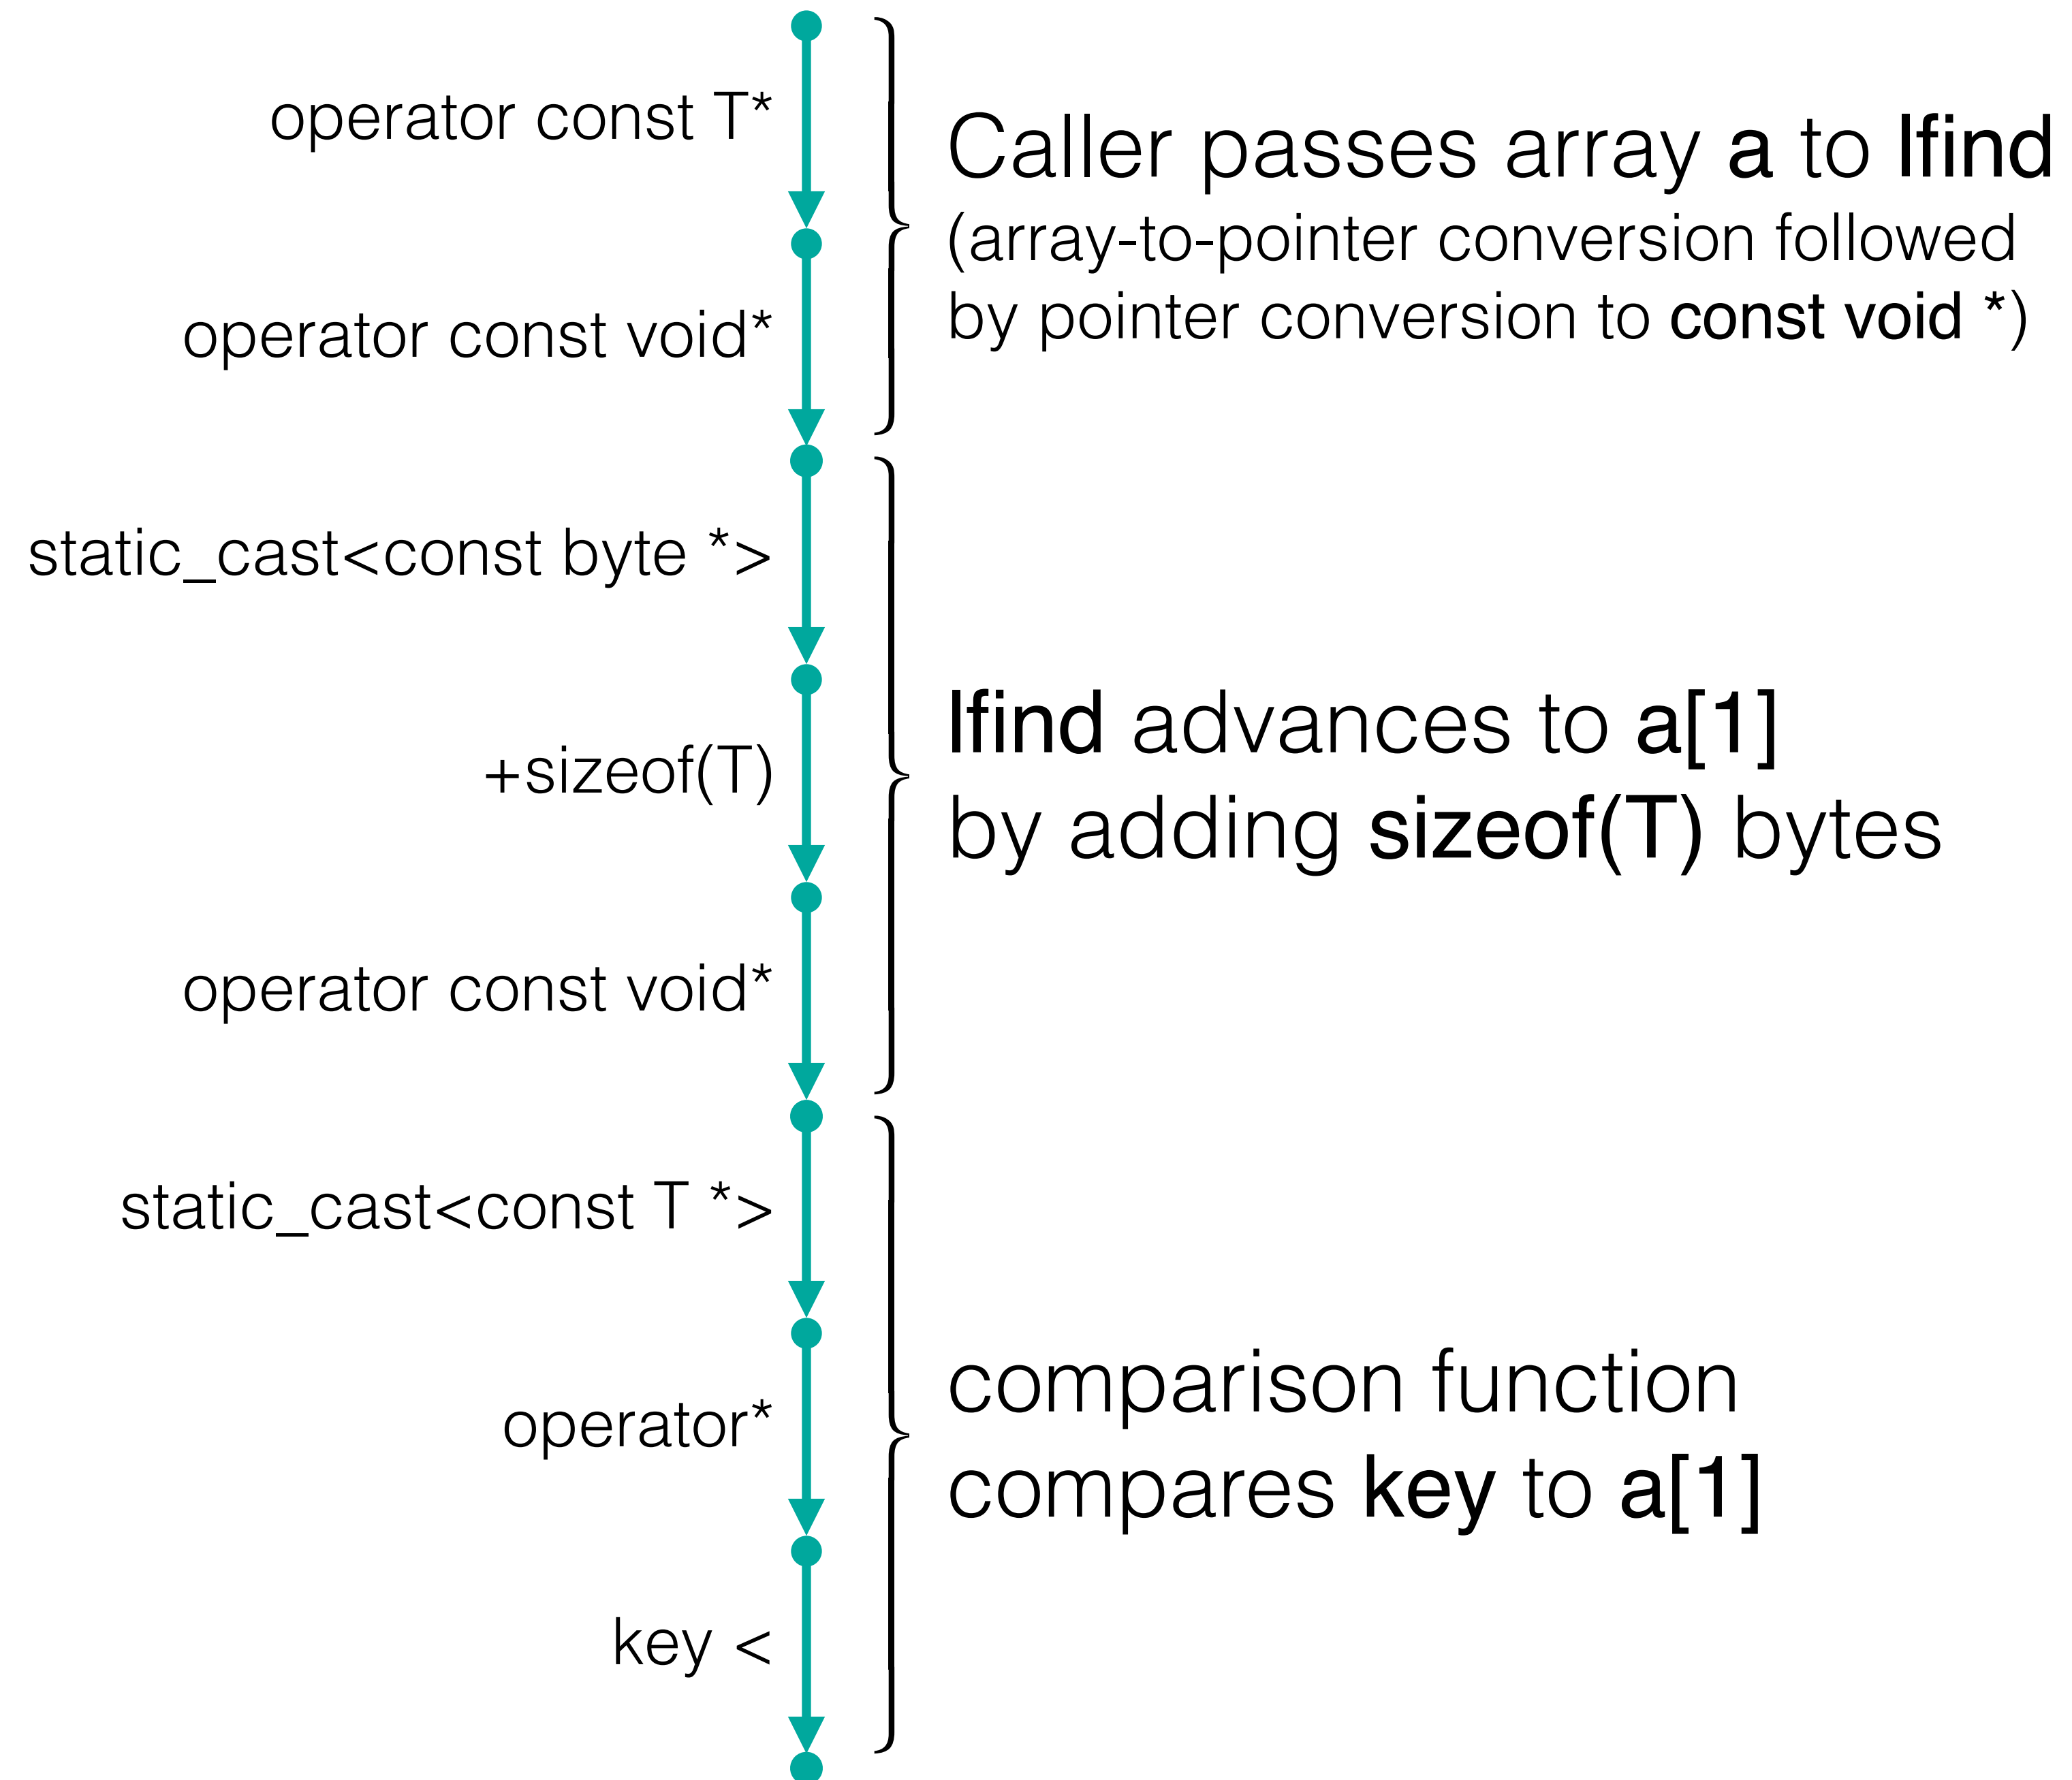 operator const T*
operator const void*
Caller passes array a to lfind
(array-to-pointer conversion followed
by pointer conversion to const void *)
static_cast<const byte *>
+sizeof(T)
operator const void*
lfind advances to a[1]
by adding sizeof(T) bytes
static_cast<const T *>
operator*
key <
comparison function
compares key to a[1]